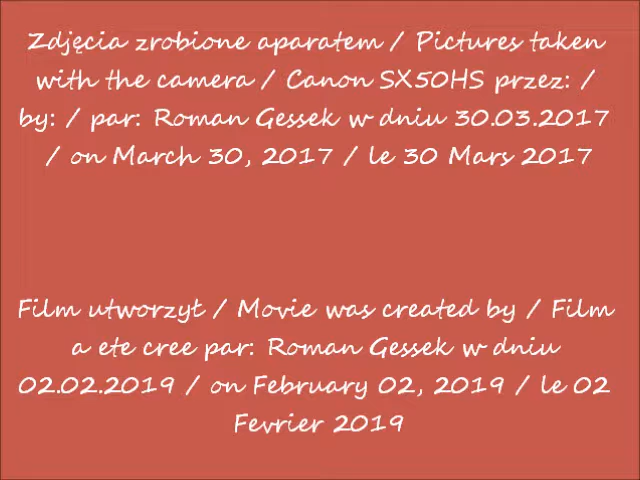 Zdjęcia zrobione aparatem / Pictures taken
with the camera / Canon SX50HS przez: /
by: / par: Roman Gessek w dniu 30.03.2017
/ on March 30, 2017 / le 30 Mars 2017
Film utworzył / Movie was created by / Film
a ete cree par: Roman Gessek w dniu
02.02.2019 / on February 02, 2019 / le 02
Fevrier 2019